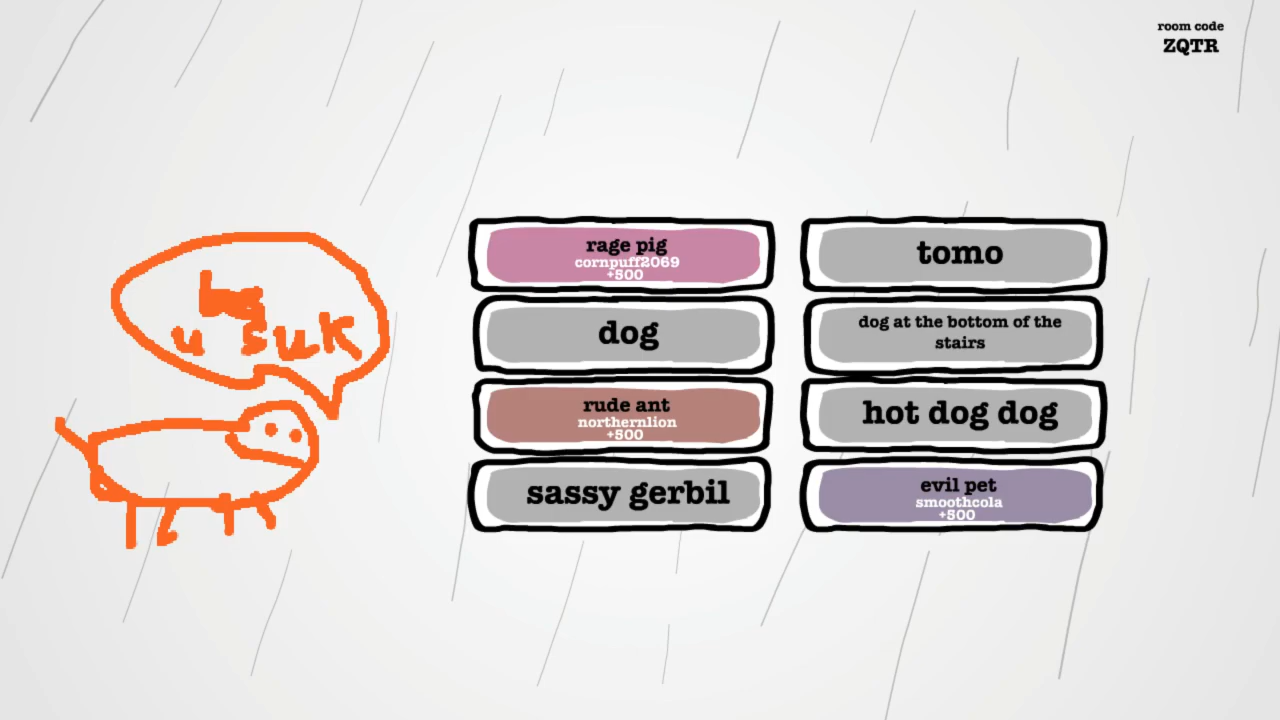 room code
ZQTR
u suk
rage pig
cornpuff2069
+500
tomo
dog
dog at the bottom of the
stairs
rude ant
northernlion
+500
hot dog dog
sassy gerbil
evil pet
smoothcola
+500